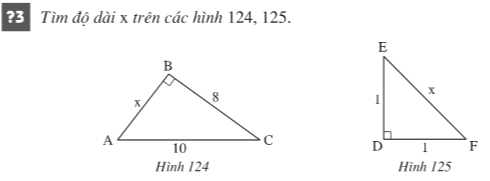 ?3 Tìm độ dài x trên các hình 124, 125.
E
B
x
8
x
1
A
10
C
D
1
F
Hình 124
Hình 125